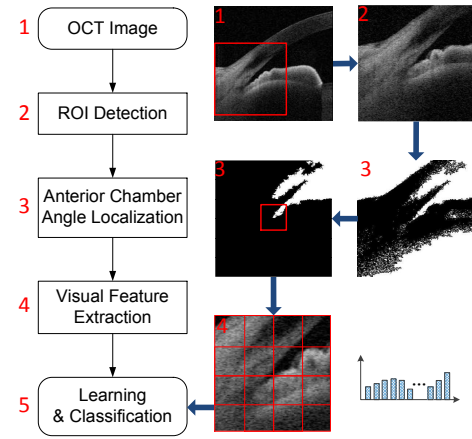 1
OCT Image
2
ROI Detection
3
Anterior Chamber
Angle Localization
4
Visual Feature
Extraction
5
Learning
& Classification
1
2
3
3
4